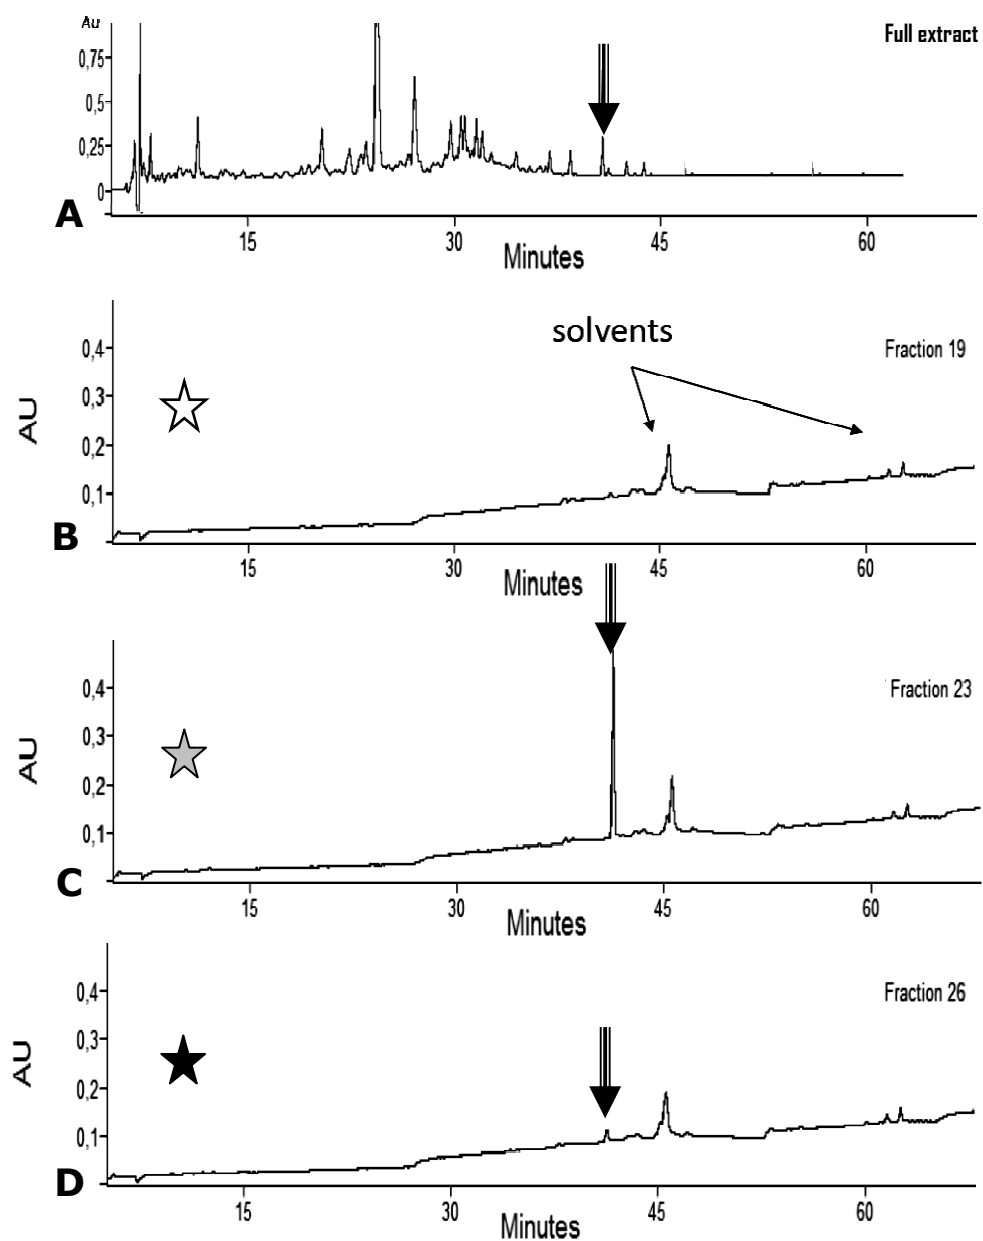 Au
Full extract
0,75
0,5
0,25
0
A
15 30 45 60
Minutes
solvents
Fraction 19
0,4
0,3
0,2
0,1
AU
B
15 30 45 60
Minutes
Fraction 23
0,4
0,3
0,2
0,1
AU
C
15 30 45 60
Minutes
Fraction 26
0,4
0,3
0,2
0,1
AU
D
15 30 45 60
Minutes